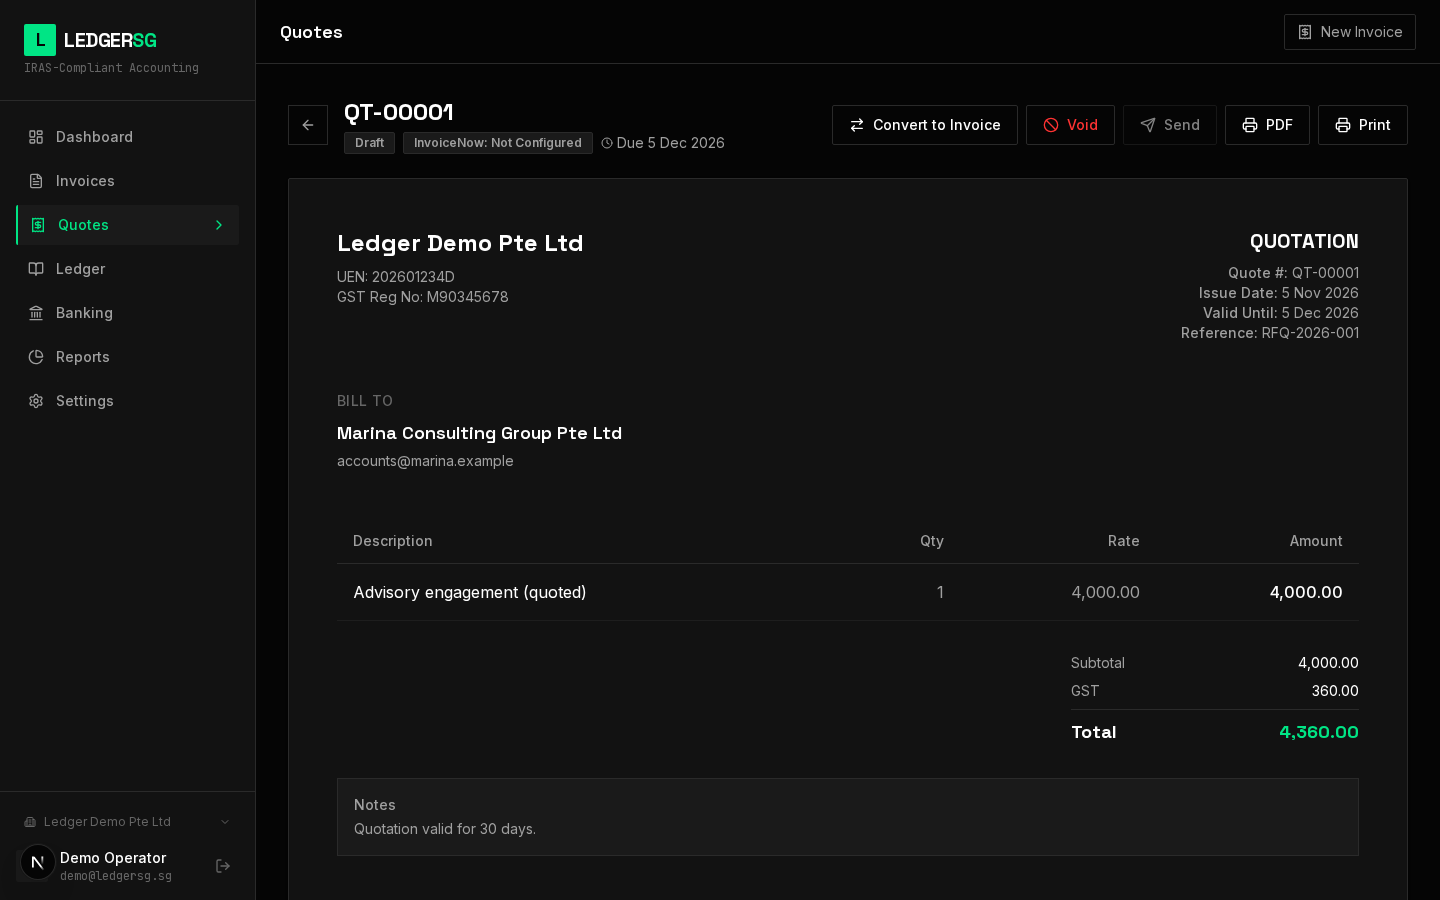 L LEDGERSG
IRAS-Compliant Accounting
Dashboard
Invoices
Quotes
Ledger
Banking
Reports
Settings
Ledger Demo Pte Ltd
N
Demo Operator
demo@ledgersg.sg
Quotes
New Invoice
QT-00001
Draft
InvoiceNow: Not Configured
Due 5 Dec 2026
Convert to Invoice
Void
Send
PDF
Print
Ledger Demo Pte Ltd
UEN: 202601234D
GST Reg No: M90345678
QUOTATION
Quote #: QT-00001
Issue Date: 5 Nov 2026
Valid Until: 5 Dec 2026
Reference: RFQ-2026-001
BILL TO
Marina Consulting Group Pte Ltd
accounts@marina.example
Description Qty Rate Amount
Advisory engagement (quoted) 1 4,000.00 4,000.00
Subtotal 4,000.00
GST 360.00
Total 4,360.00
Notes
Quotation valid for 30 days.